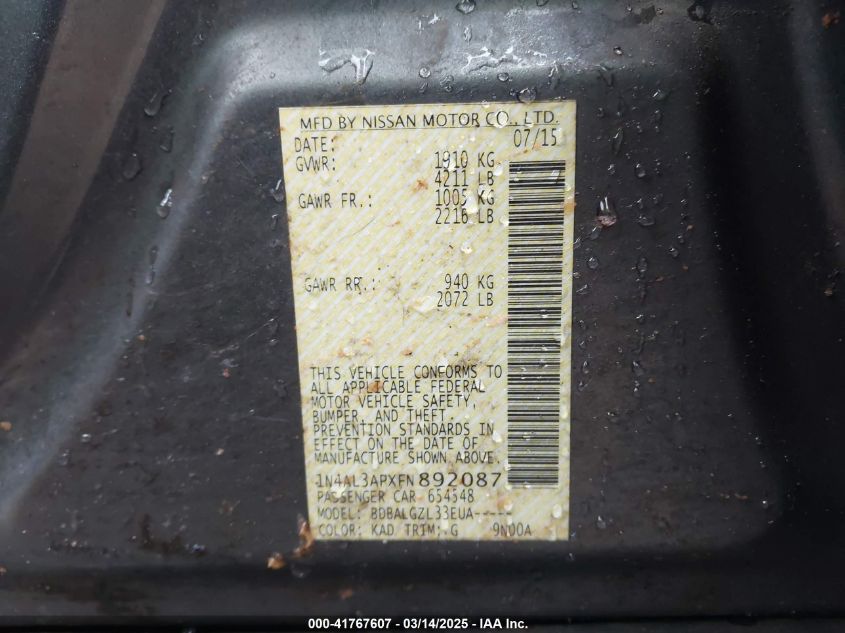 MFD BY NISSAN MOTOR CO., LTD.
DATE: 07/15
GVWR: 1910 KG
4211 LB
GAWR FR.: 1005 KG
2216 LB
GAWR RR.: 940 KG
2072 LB
THIS VEHICLE CONFORMS TO
ALL APPLICABLE FEDERAL
MOTOR VEHICLE SAFETY,
BUMPER, AND THEFT
PREVENTION STANDARDS IN
EFFECT ON THE DATE OF
MANUFACTURE SHOWN ABOVE.
1N4AL3APXFN892087
PASSENGER CAR 654548
MODEL: BDBALGZL33EUA-----
COLOR: KAD TRIM: G 9N00A
000-41767607 - 03/14/2025 - IAA Inc.